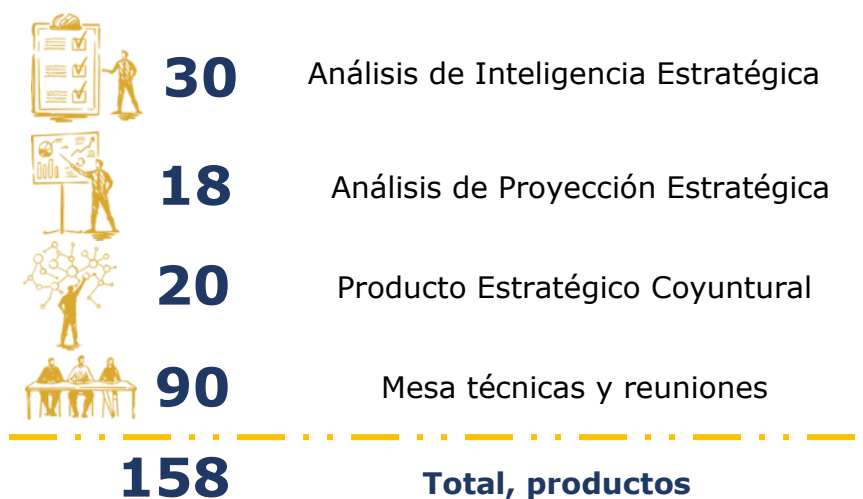 30 Análisis de Inteligencia Estratégica
18 Análisis de Proyección Estratégica
20 Producto Estratégico Coyuntural
90 Mesa técnicas y reuniones
158 Total, productos